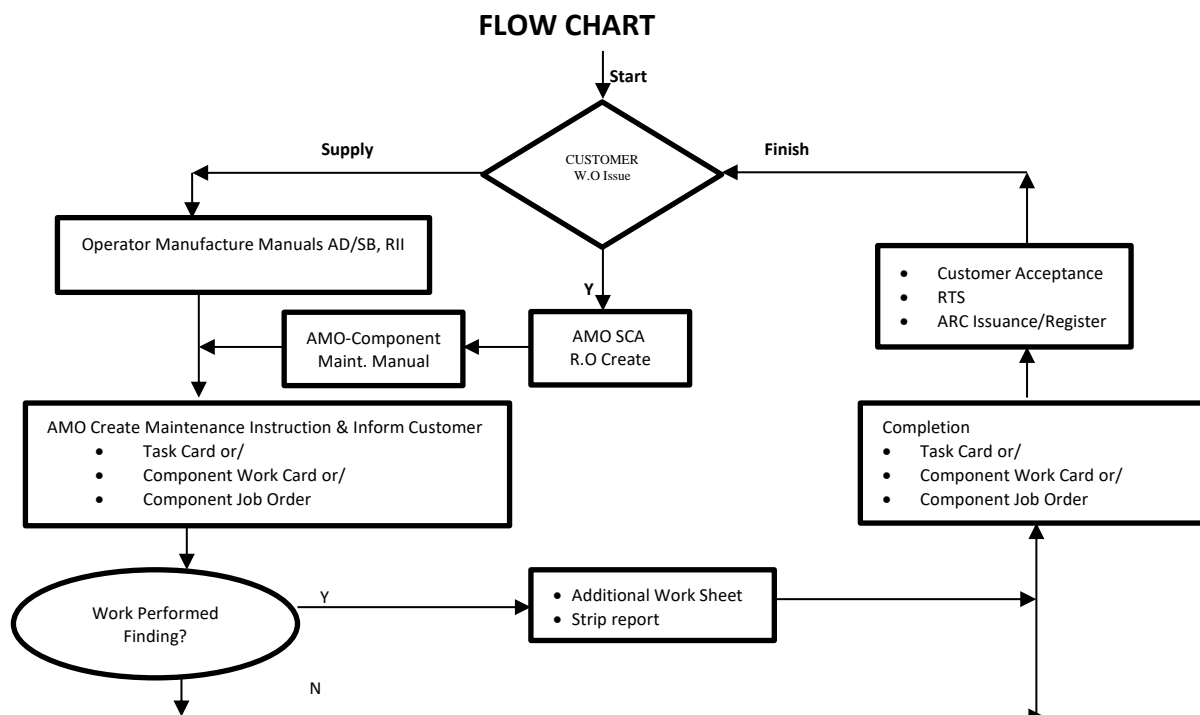 FLOW CHART
Start
CUSTOMER
W.O Issue
Supply
Finish
Operator Manufacture Manuals AD/SB, RII
• Customer Acceptance
• RTS
• ARC Issuance/Register
Y
AMO-Component
Maint. Manual
AMO SCA
R.O Create
AMO Create Maintenance Instruction & Inform Customer
• Task Card or/
• Component Work Card or/
• Component Job Order
Completion
• Task Card or/
• Component Work Card or/
• Component Job Order
Work Performed
Finding?
Y
• Additional Work Sheet
• Strip report
N